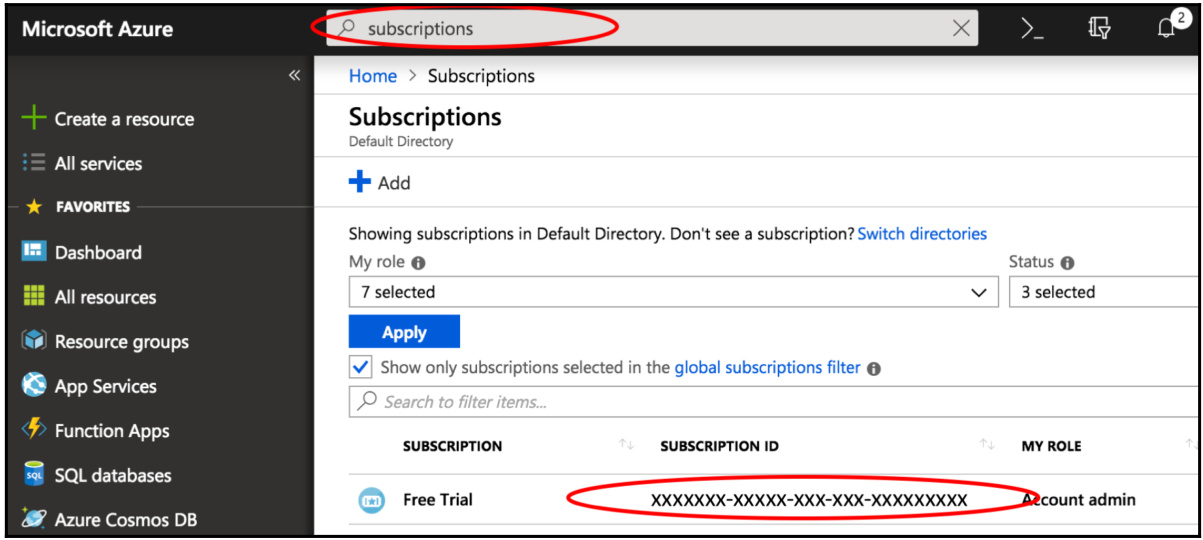 Microsoft Azure
subscriptions
>_
2
«
Create a resource
All services
FAVORITES
Dashboard
All resources
Resource groups
App Services
Function Apps
SQL
SQL databases
Azure Cosmos DB
Home > Subscriptions
Subscriptions
Default Directory
Add
Showing subscriptions in Default Directory. Don't see a subscription? Switch directories
My role Status
7 selected 3 selected
Apply
Show only subscriptions selected in the global subscriptions filter
Search to filter items...
SUBSCRIPTION SUBSCRIPTION ID MY ROLE
Free Trial XXXXXXX-XXXXX-XXX-XXX-XXXXXXXXX Account admin